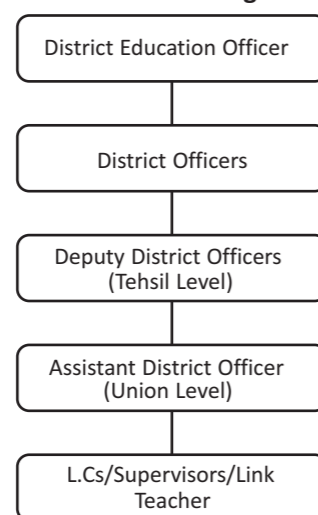 District Education Officer
District Officers
Deputy District Officers
(Tehsil Level)
Assistant District Officer
(Union Level)
L.Cs/Supervisors/Link
Teacher